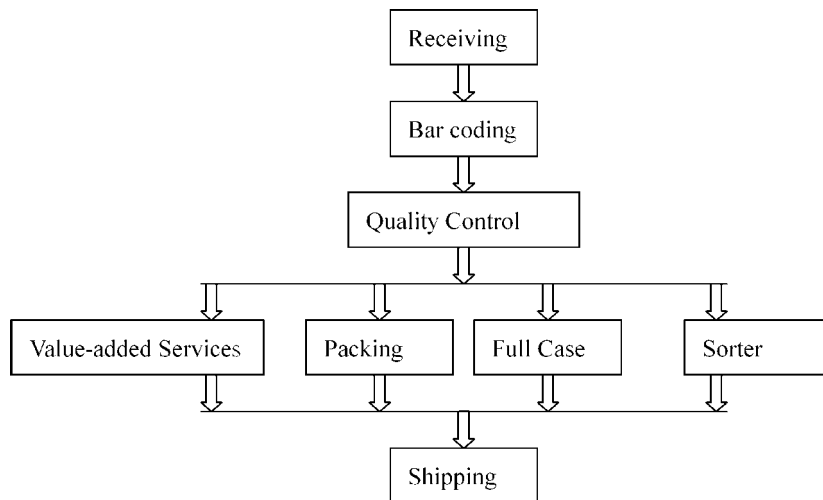 Receiving
Bar coding
Quality Control
Value-added Services
Packing
Full Case
Sorter
Shipping